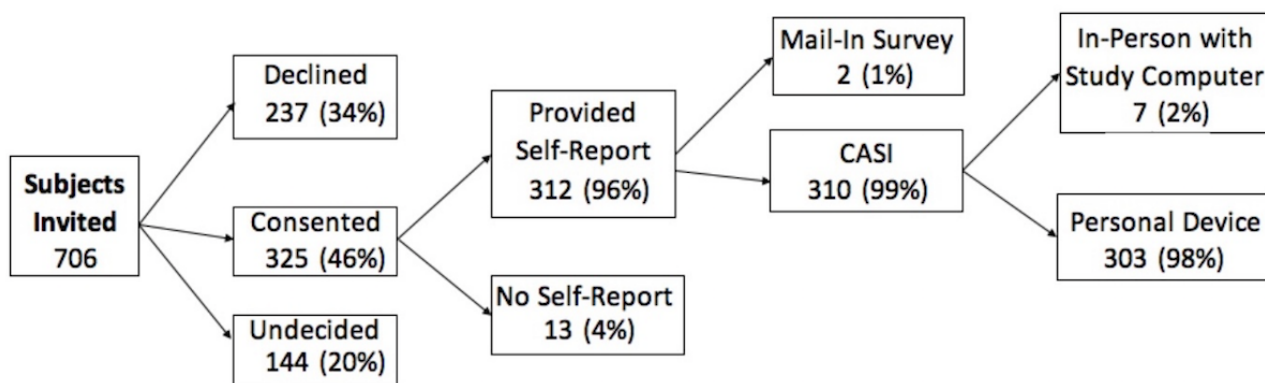 Subjects
Invited
706
Declined
237 (34%)
Consented
325 (46%)
Undecided
144 (20%)
Provided
Self-Report
312 (96%)
No Self-Report
13 (4%)
Mail-In Survey
2 (1%)
CASI
310 (99%)
In-Person with
Study Computer
7 (2%)
Personal Device
303 (98%)